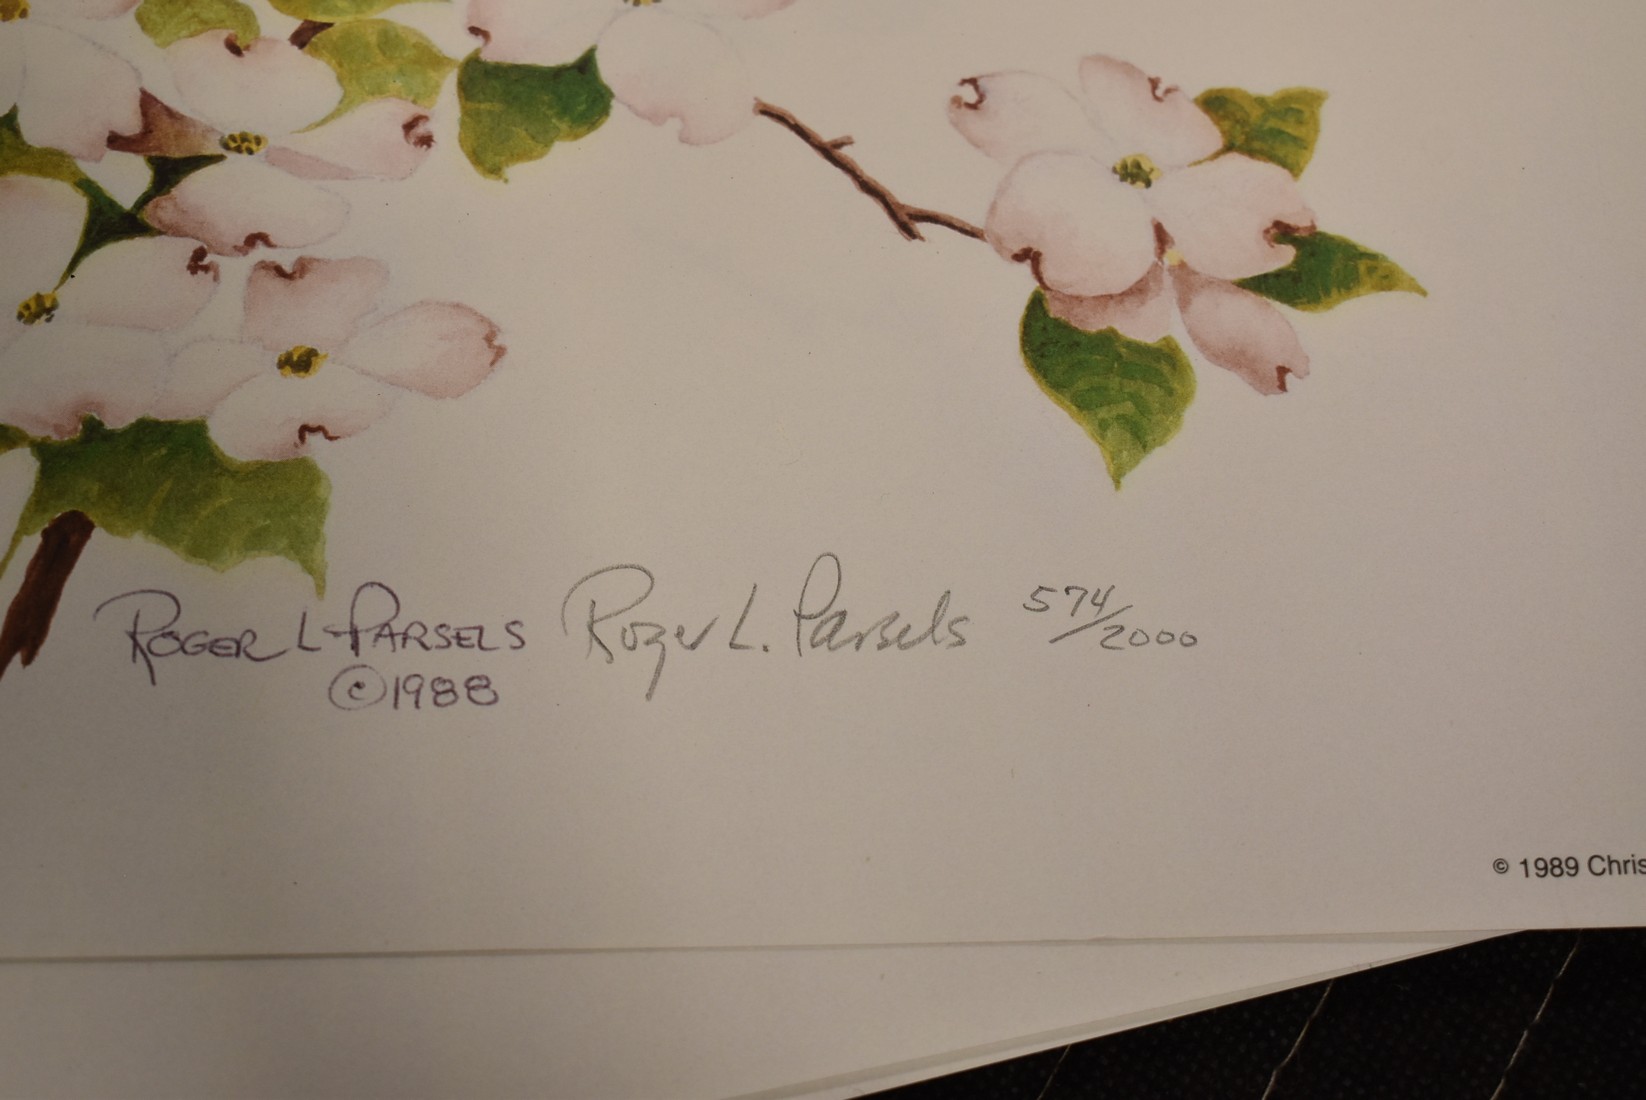 Roger L Parsels Roger L. Parsels 574/2000
©1988
© 1989 Chris